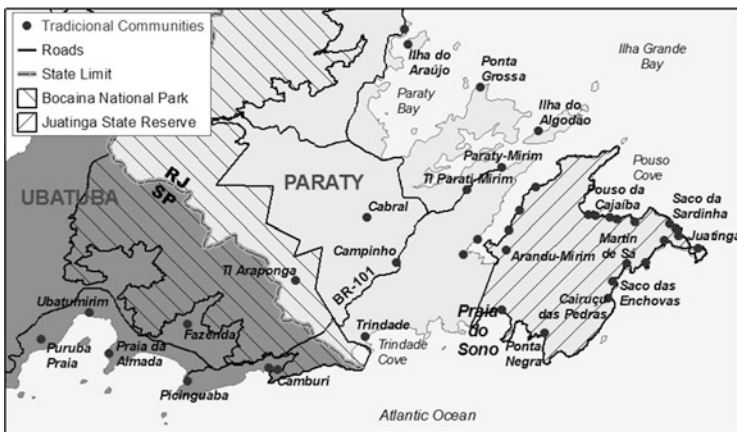 Tradicional Communities
Roads
State Limit
Bocaina National Park
Juatinga State Reserve
Ilha do
Araújo
Ponta
Grossa
Ilha Grande
Bay
Paraty
Bay
Ilha do
Algodão
Paraty-Mirim
TI Parati Mirim
Pouso
Cove
RJ
SP
UBATUBA
PARATY
Cabral
Pouso da
Cajaíba
Saco da
Sardinha
Juatinga
Martin
de Sá
Campinho
Arandu-Mirim
TI Araponga
BR-101
Saco das
Enchovas
Cairuçu
das Pedras
Ubatumirim
Fazenda
Trindade
Trindade
Cove
Praia
do
Sono
Ponta
Negra
Puruba
Praia
Praia da
Almada
Picinguaba
Camburi
Atlantic Ocean